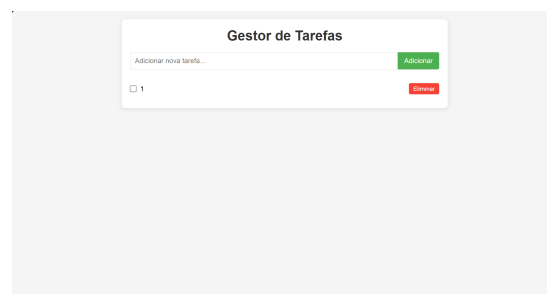 Gestor de Tarefas
Adicionar nova tarefa...
Adicionar
1
Eliminar